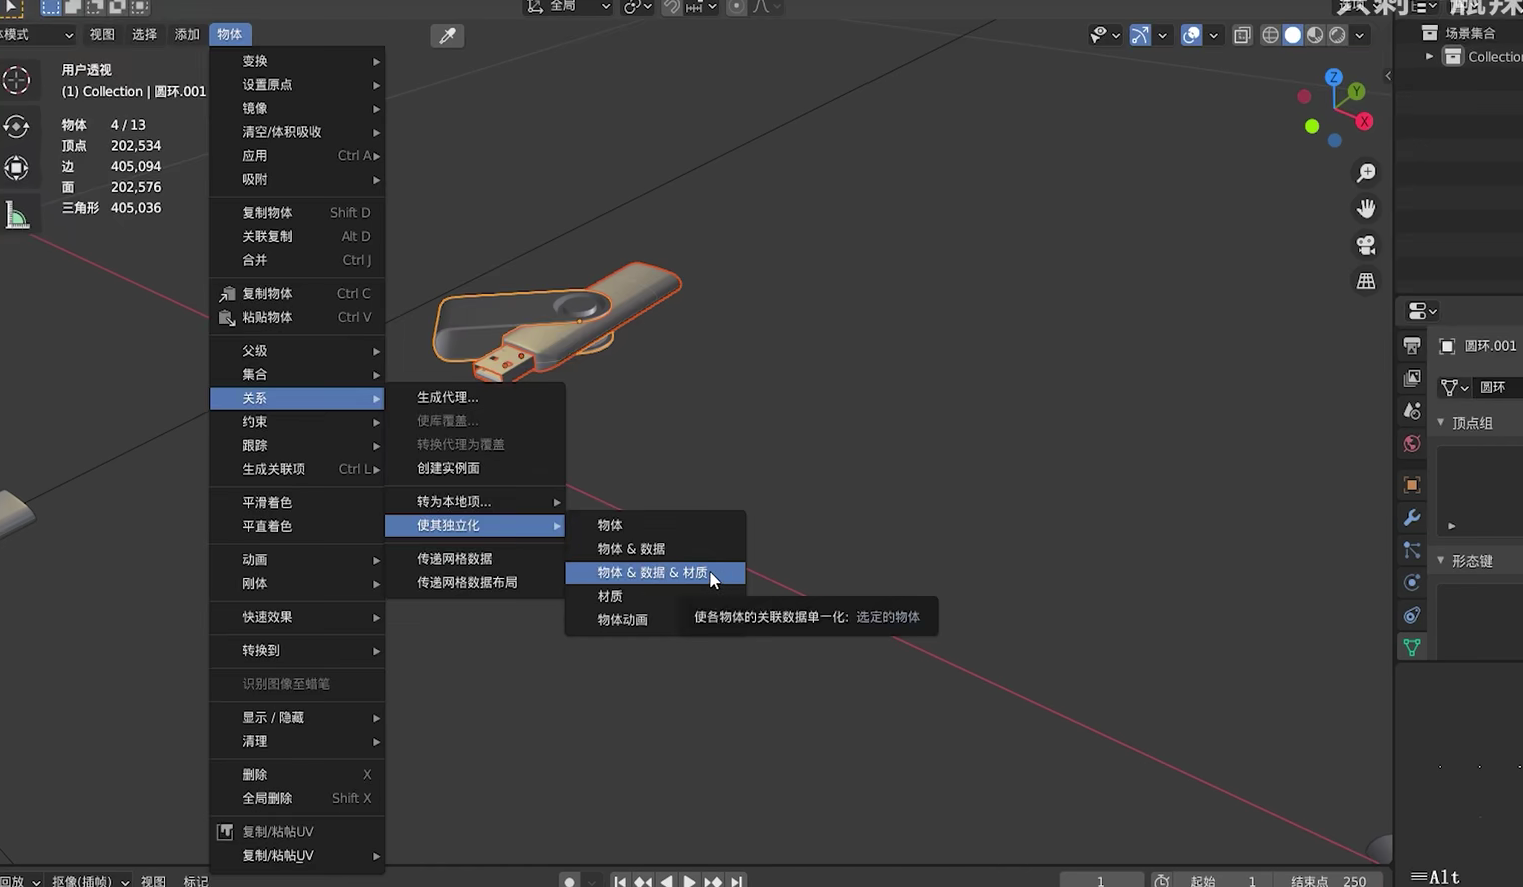 全局
体模式 视图 选择 添加 物体
用户透视
(1) Collection | 圆环.001
物体 4 / 13
顶点 202,534
边 405,094
面 202,576
三角形 405,036
变换
设置原点
镜像
清空/体积吸收
应用 Ctrl A
吸附
复制物体 Shift D
关联复制 Alt D
合并 Ctrl J
复制物体 Ctrl C
粘贴物体 Ctrl V
父级
集合
关系
约束
跟踪
生成关联项 Ctrl L
平滑着色
平直着色
动画
刚体
快速效果
转换到
识别图像至蜡笔
显示 / 隐藏
清理
删除 X
全局删除 Shift X
复制/粘帖UV
复制/粘帖UV
生成代理...
使库覆盖...
转换代理为覆盖
创建实例面
转为本地项...
使其独立化
传递网格数据
传递网格数据布局
物体
物体 & 数据
物体 & 数据 & 材质
材质
物体动画
使各物体的关联数据单一化: 选定的物体
Z
Y
X
场景集合
Collectio
圆环.001
圆环
顶点组
形态键
回放 抠像(插帧) 视图 标记
1 起始 1 结束点 250
Alt